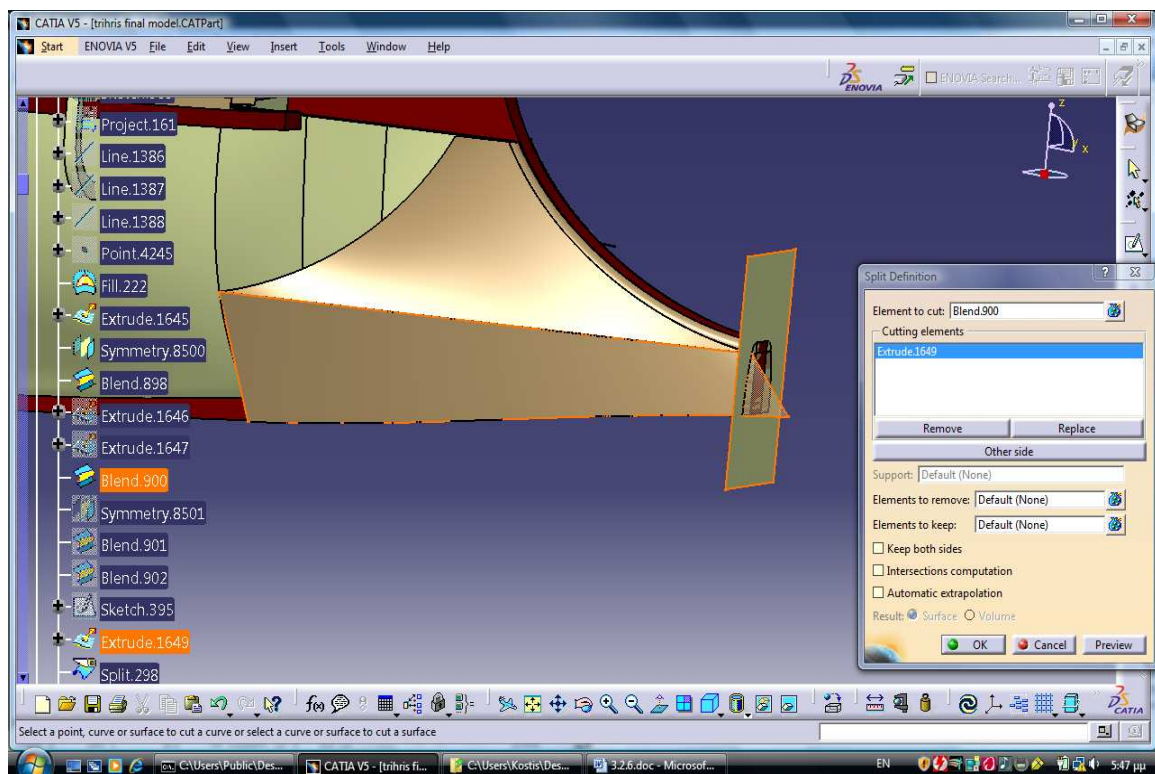 CATIA V5 - [trihris final model.CATPart]
Start ENOVIA V5 File Edit View Insert Tools Window Help
ENOVIA
ENOVIA Search...
Project.161
Line.1386
Line.1387
Line.1388
Point.4245
Fill.222
Extrude.1645
Symmetry.8500
Blend.898
Extrude.1646
Extrude.1647
Blend.900
Symmetry.8501
Blend.901
Blend.902
Sketch.395
Extrude.1649
Split.298
z
y
x
Split Definition
Element to cut: Blend.900
Cutting elements
Extrude.1649
Remove Replace
Other side
Support: Default (None)
Elements to remove: Default (None)
Elements to keep: Default (None)
Keep both sides
Intersections computation
Automatic extrapolation
Result: Surface Volume
OK Cancel Preview
CATIA
Select a point, curve or surface to cut a curve or select a curve or surface to cut a surface
C:\Users\Public\Des... CATIA V5 - [trihris fi... C:\Users\Kostis\Des... 3.2.6.doc - Microsof... EN 5:47 μμ